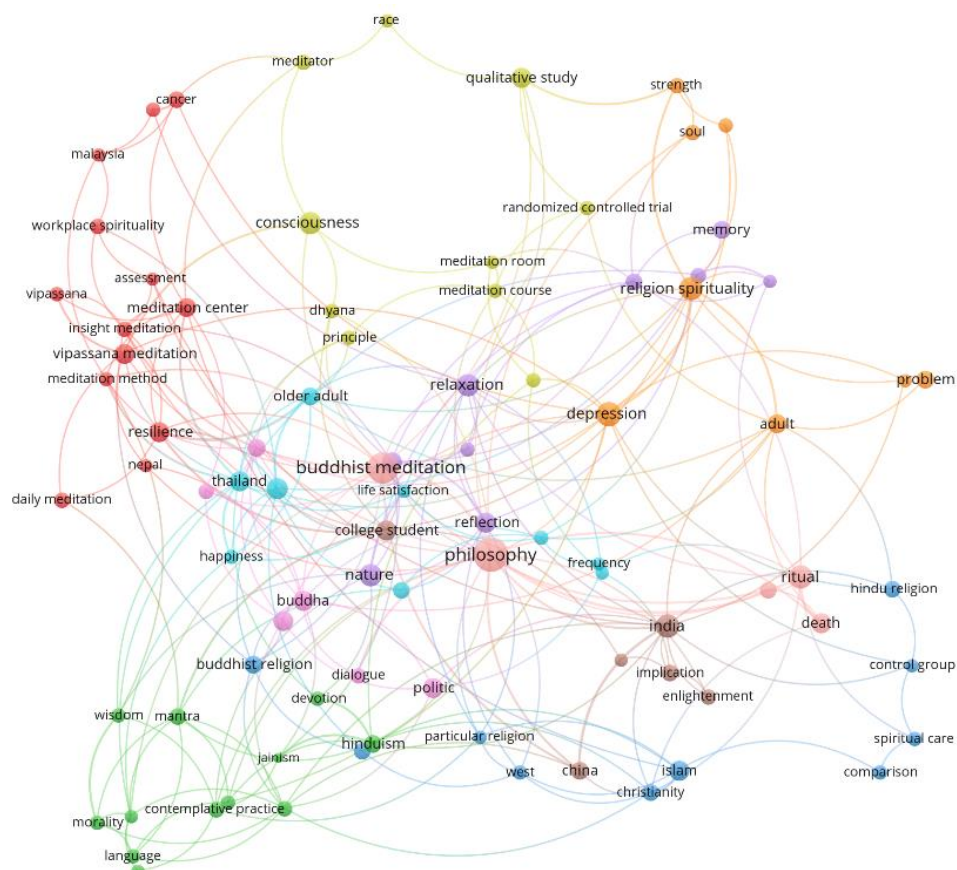 race
meditator
qualitative study
strength
cancer
soul
malaysia
randomized controlled trial
workplace spirituality
consciousness
memory
meditation room
assessment
religion spirituality
vipassana
meditation center
dhyana
meditation course
insight meditation
principle
vipassana meditation
meditation method
relaxation
problem
older adult
depression
adult
resilience
nepal
buddhist meditation
thailand
life satisfaction
daily meditation
college student
reflection
happiness
philosophy
frequency
nature
ritual
hindu religion
buddha
india
death
buddhist religion
dialogue
implication
control group
politic
enlightenment
devotion
wisdom
mantra
hinduism
particular religion
spiritual care
jainism
west
china
islam
comparison
christianity
contemplative practice
morality
language